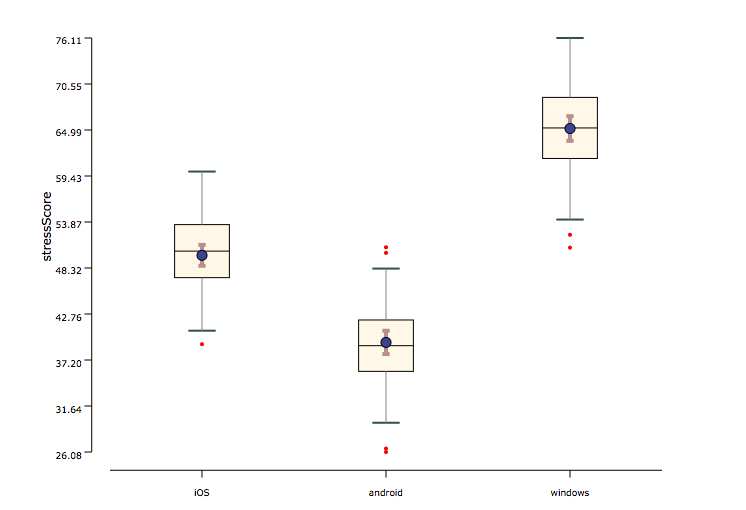 76.11
70.55
64.99
59.43
53.87
48.32
42.76
37.20
31.64
26.08
stressScore
iOS
android
windows